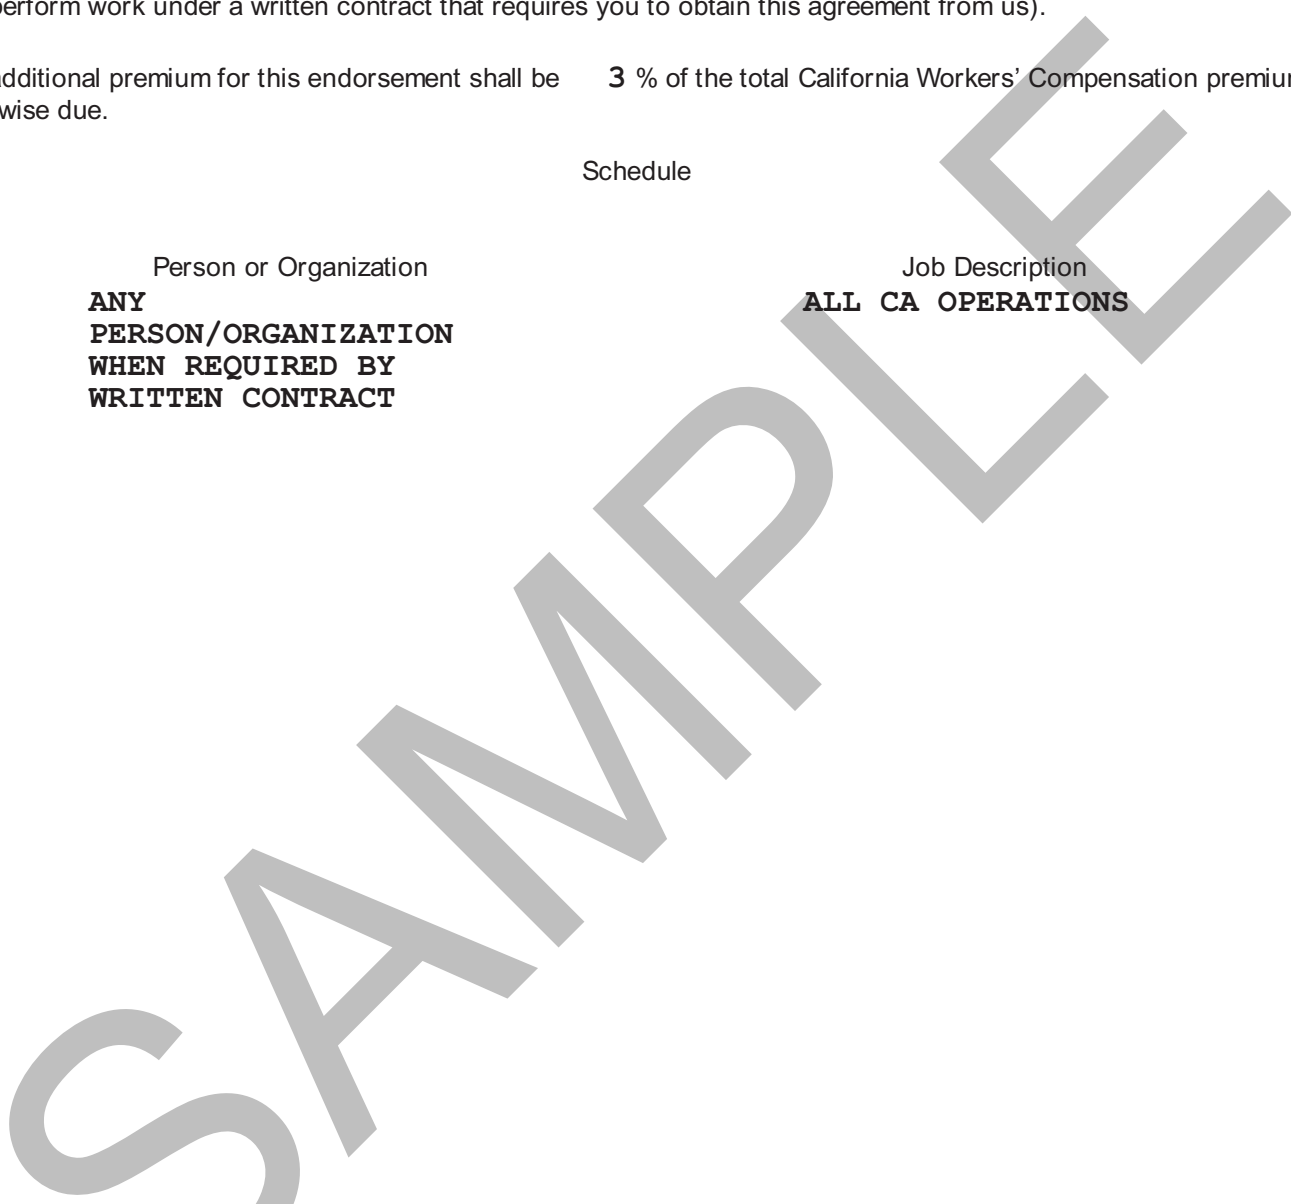 perform work under a written contract that requires you to obtain this agreement from us).
additional premium for this endorsement shall be 3 % of the total California Workers' Compensation premium
wise due.
Schedule
Person or Organization Job Description
ANY ALL CA OPERATIONS
PERSON/ORGANIZATION
WHEN REQUIRED BY
WRITTEN CONTRACT
SAMPLE